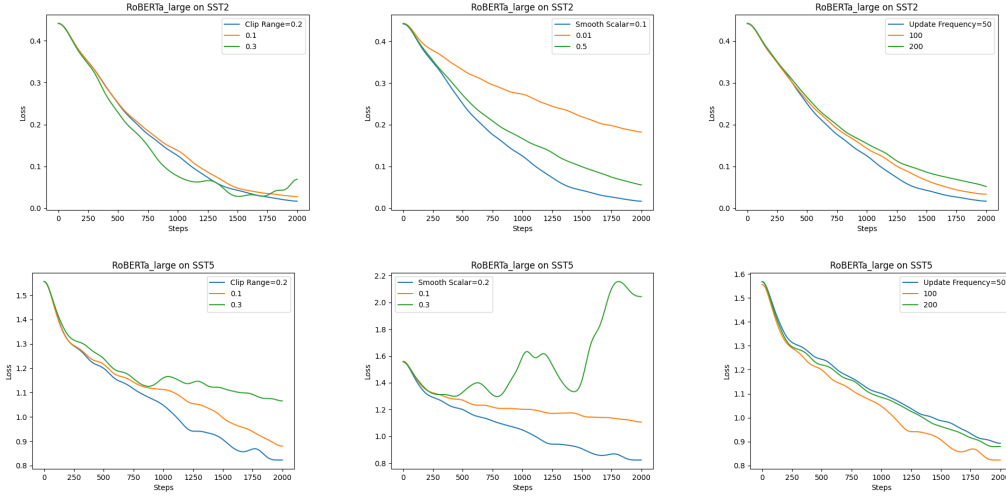 RoBERTa_large on SST2
Clip Range=0.2
0.1
0.3
0.4
0.3
0.2
0.1
0.0
Loss
0 250 500 750 1000 1250 1500 1750 2000
Steps
RoBERTa_large on SST2
Smooth Scalar=0.1
0.01
0.5
0.4
0.3
0.2
0.1
0.0
Loss
0 250 500 750 1000 1250 1500 1750 2000
Steps
RoBERTa_large on SST2
Update Frequency=50
100
200
0.4
0.3
0.2
0.1
0.0
Loss
0 250 500 750 1000 1250 1500 1750 2000
Steps
RoBERTa_large on SST5
Clip Range=0.2
0.1
0.3
1.5
1.4
1.3
1.2
1.1
1.0
0.9
0.8
Loss
0 250 500 750 1000 1250 1500 1750 2000
Steps
RoBERTa_large on SST5
Smooth Scalar=0.2
0.1
0.3
2.2
2.0
1.8
1.6
1.4
1.2
1.0
0.8
Loss
0 250 500 750 1000 1250 1500 1750 2000
Steps
RoBERTa_large on SST5
Update Frequency=50
100
200
1.6
1.5
1.4
1.3
1.2
1.1
1.0
0.9
0.8
Loss
0 250 500 750 1000 1250 1500 1750 2000
Steps